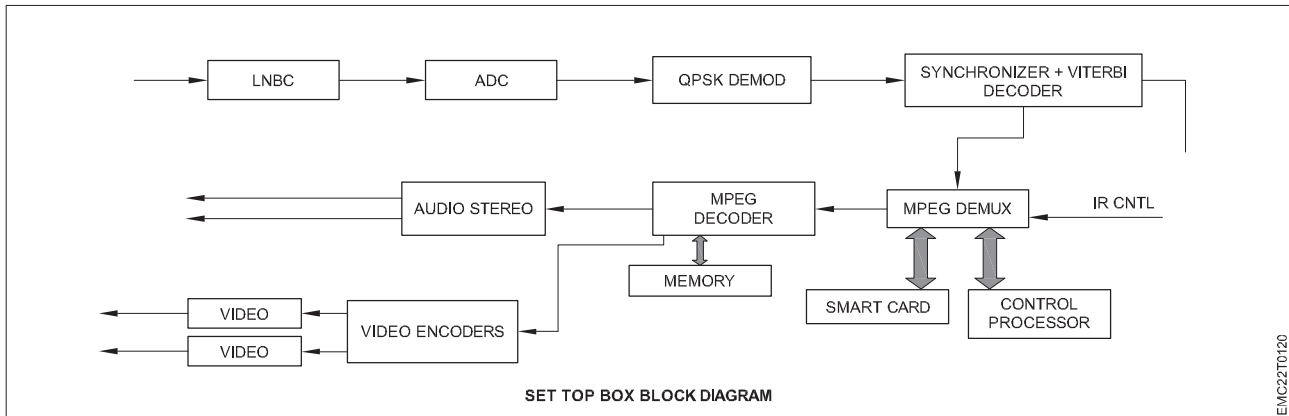 LNBC
ADC
QPSK DEMOD
SYNCHRONIZER + VITERBI
DECODER
AUDIO STEREO
MPEG
DECODER
MPEG DEMUX
IR CNTL
MEMORY
SMART CARD
CONTROL
PROCESSOR
VIDEO
VIDEO ENCODERS
VIDEO
SET TOP BOX BLOCK DIAGRAM
EMC22T0120